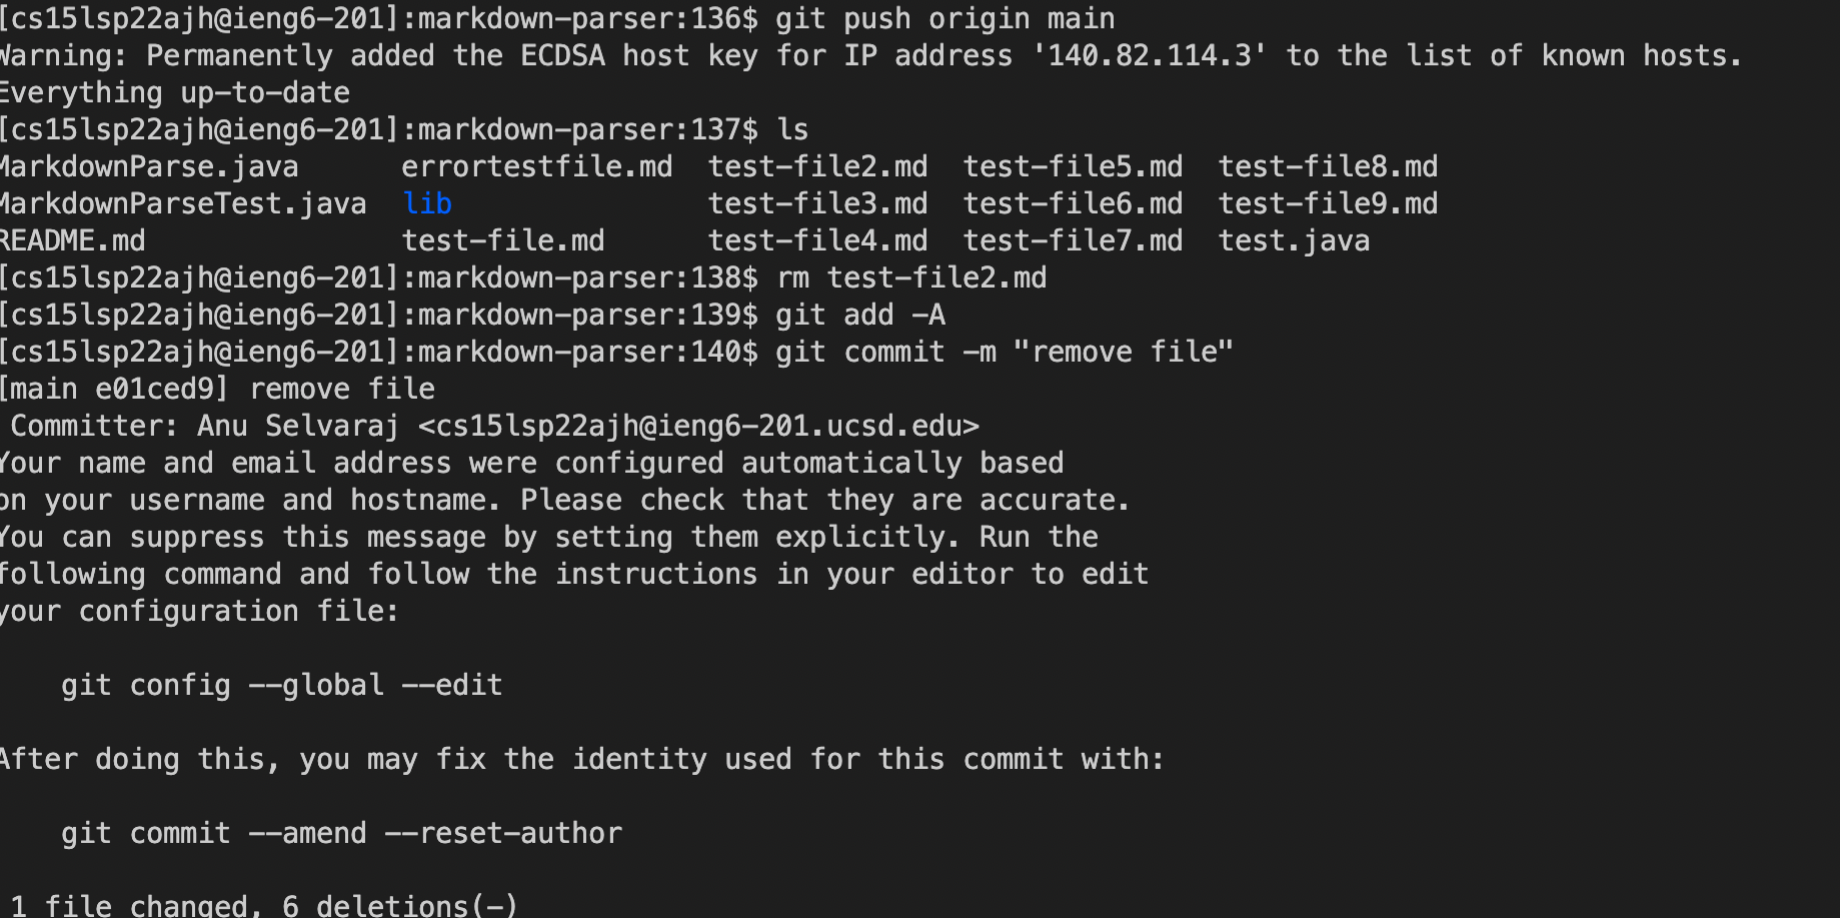 [cs15lsp22ajh@ieng6-201]:markdown-parser:136$ git push origin main
Warning: Permanently added the ECDSA host key for IP address '140.82.114.3' to the list of known hosts.
Everything up-to-date
[cs15lsp22ajh@ieng6-201]:markdown-parser:137$ ls
MarkdownParse.java      errortestfile.md  test-file2.md  test-file5.md  test-file8.md
MarkdownParseTest.java  lib               test-file3.md  test-file6.md  test-file9.md
README.md               test-file.md      test-file4.md  test-file7.md  test.java
[cs15lsp22ajh@ieng6-201]:markdown-parser:138$ rm test-file2.md
[cs15lsp22ajh@ieng6-201]:markdown-parser:139$ git add -A
[cs15lsp22ajh@ieng6-201]:markdown-parser:140$ git commit -m "remove file"
[main e01ced9] remove file
 Committer: Anu Selvaraj <cs15lsp22ajh@ieng6-201.ucsd.edu>
Your name and email address were configured automatically based
on your username and hostname. Please check that they are accurate.
You can suppress this message by setting them explicitly. Run the
following command and follow the instructions in your editor to edit
your configuration file:

    git config --global --edit

After doing this, you may fix the identity used for this commit with:

    git commit --amend --reset-author

 1 file changed, 6 deletions(-)